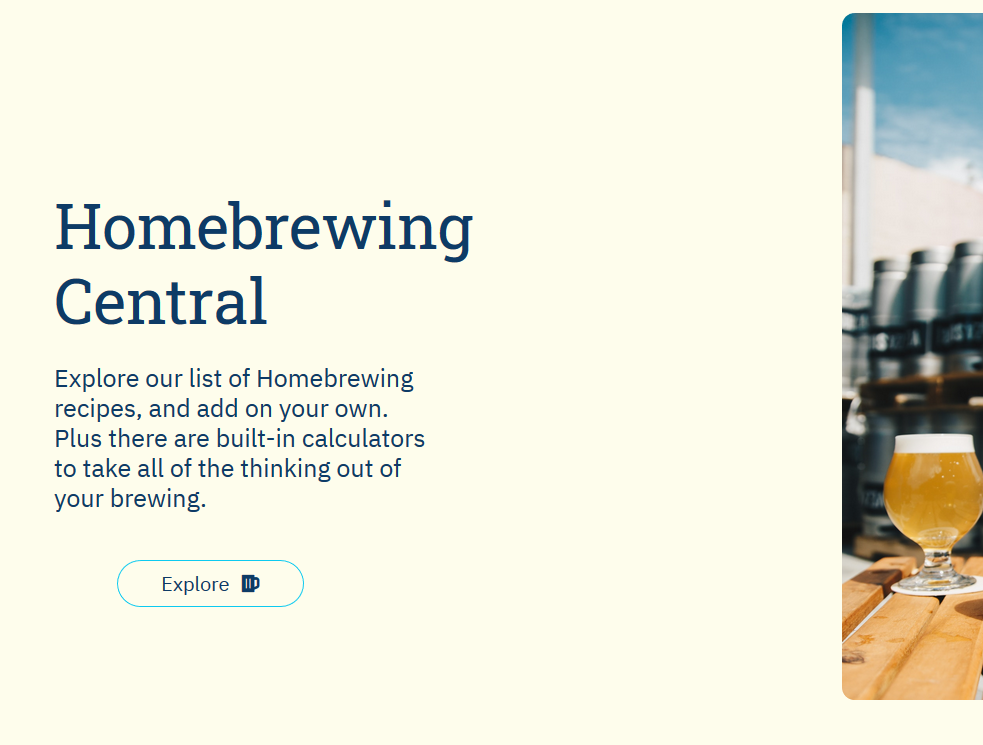 Homebrewing
Central
Explore our list of Homebrewing
recipes, and add on your own.
Plus there are built-in calculators
to take all of the thinking out of
your brewing.
Explore